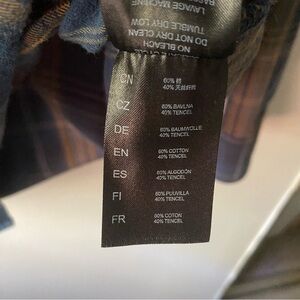 LAVAGE MACHINE
TUMBLE DRY LOW
DO NOT DRY CLEAN
NO BLEACH
CN
60% 棉
40%
CZ
60% BAVLNA
40% TENCEL
DE
60% BAUMWOLLE
40% TENCEL
EN
60% COTTON
40% TENCEL
ES
60% ALGODÓN
40% TENCEL
FI
60% PUUVILLA
40% TENCEL
FR
60% COTON
40% TENCEL